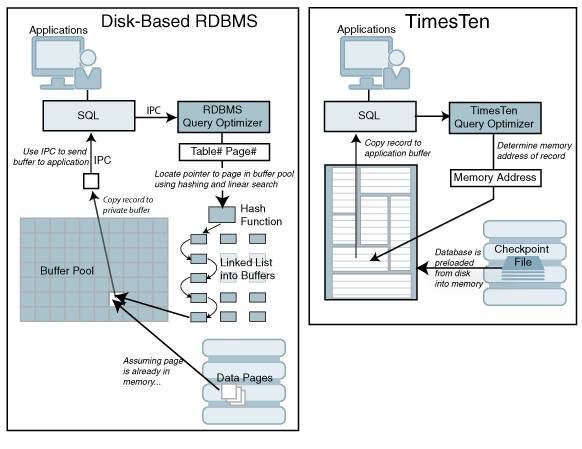 Disk-Based RDBMS
Applications
SQL
IPC
RDBMS
Query Optimizer
Use IPC to send
buffer to application
IPC
Table# Page#
Locate pointer to page in buffer pool
using hashing and linear search
Copy record to
private buffer
Hash
Function
Buffer Pool
Linked List
into Buffers
Assuming page
is already in
memory...
Data Pages
TimesTen
Applications
SQL
TimesTen
Query Optimizer
Copy record to
application buffer
Determine memory
address of record
Memory Address
Database is
preloaded
from disk
into memory
Checkpoint
File